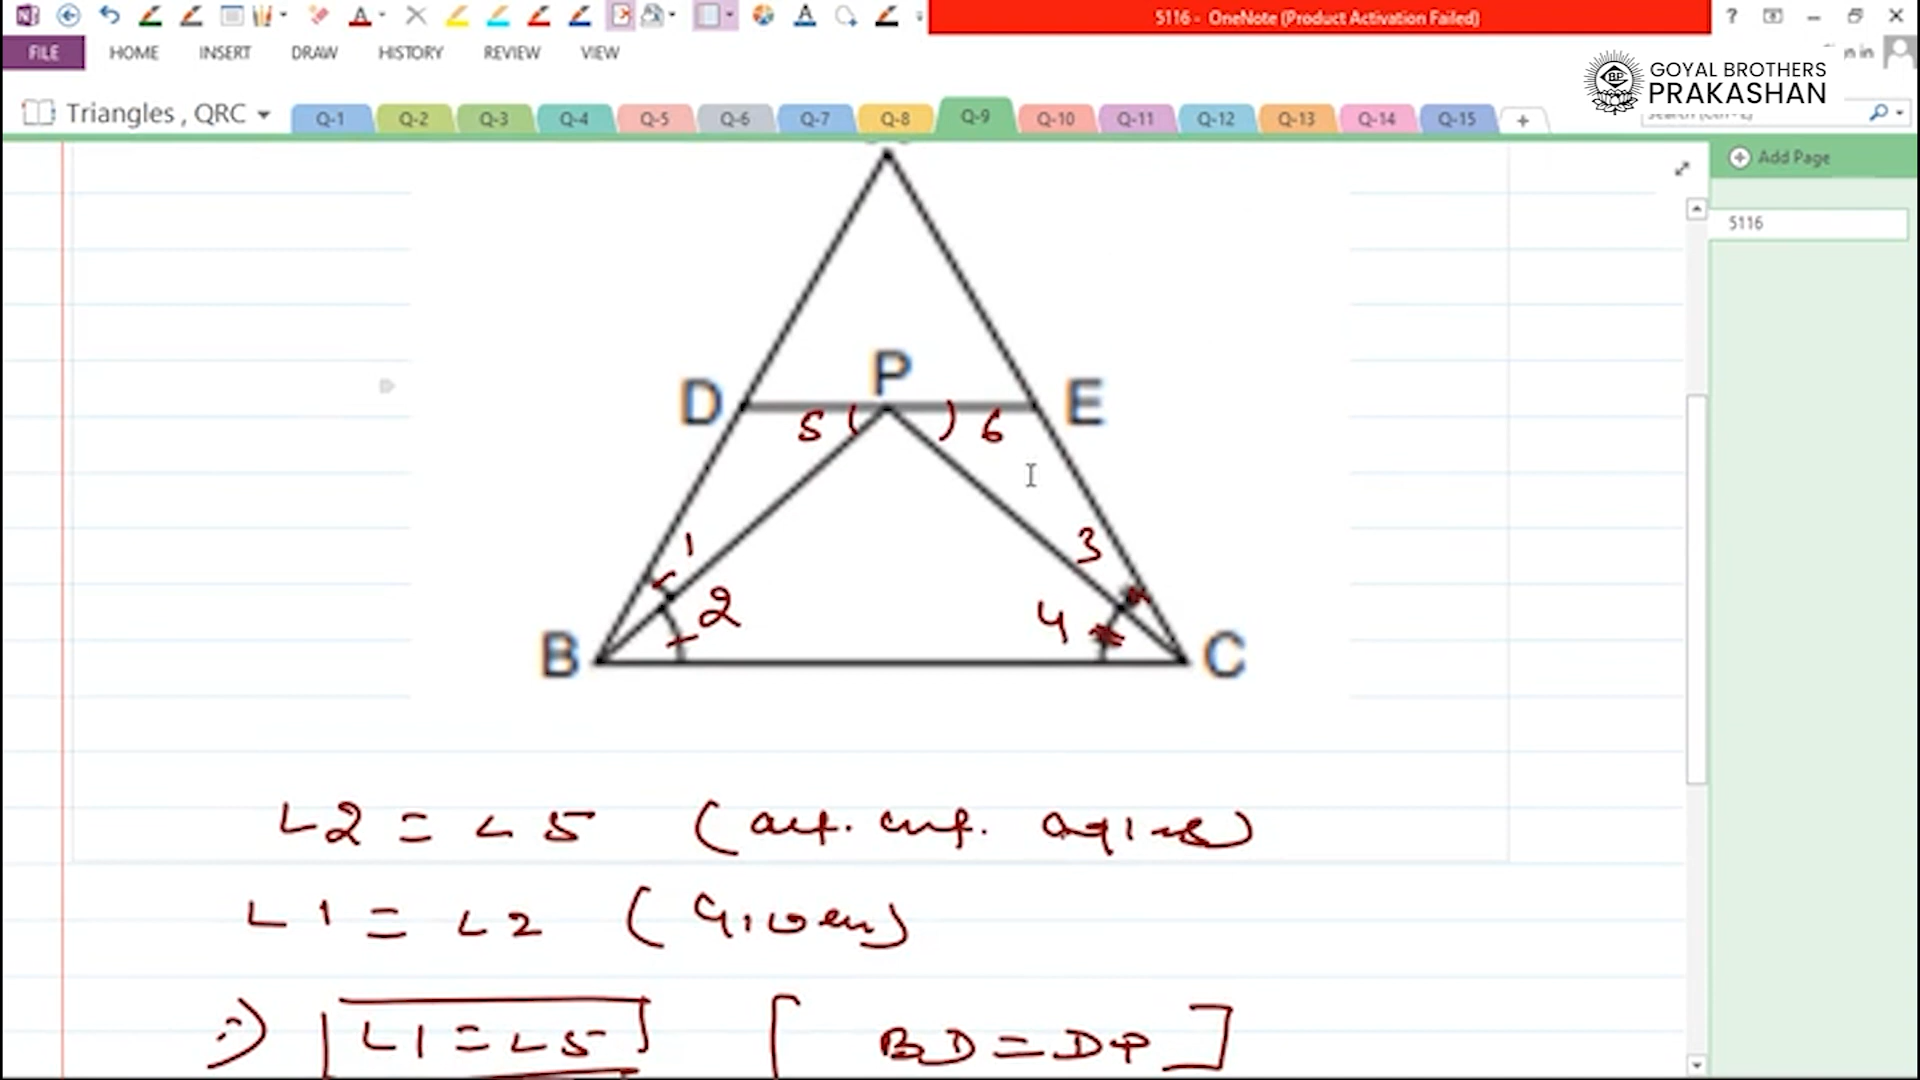 5116 - OneNote (Product Activation Failed)
?
FILE HOME INSERT DRAW HISTORY REVIEW VIEW
n in
GOYAL BROTHERS
PRAKASHAN
Triangles , QRC
Q-1 Q-2 Q-3 Q-4 Q-5 Q-6 Q-7 Q-8 Q-9 Q-10 Q-11 Q-12 Q-13 Q-14 Q-15 +
Add Page
5116
P
D E
5 6
1 3
2 4
B C
∠2 = ∠5 (alt. int. angles)
∠1 = ∠2 (Given)
∠1 = ∠5 [ BD = DP ]